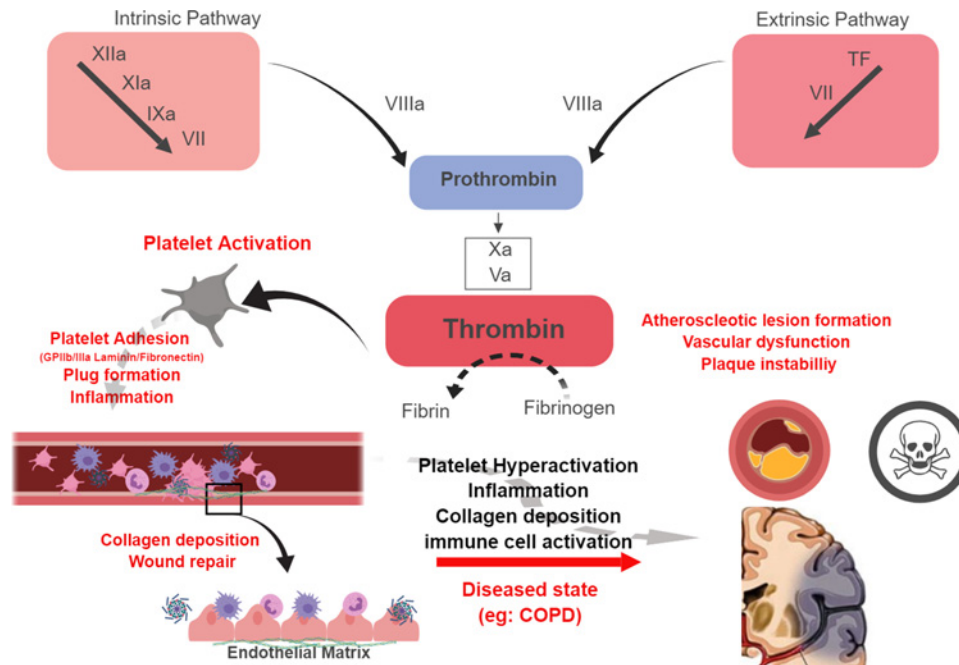 Intrinsic Pathway
Extrinsic Pathway
XIIa
XIa
IXa
VII
VIIIa
VIIIa
TF
VII
Prothrombin
Xa
Va
Platelet Activation
Thrombin
Platelet Adhesion
(GPIIb/IIIa Laminin/Fibronectin)
Plug formation
Inflammation
Atheroscleotic lesion formation
Vascular dysfunction
Plaque instabilliy
Fibrin
Fibrinogen
Platelet Hyperactivation
Inflammation
Collagen deposition
immune cell activation
Collagen deposition
Wound repair
Diseased state
(eg: COPD)
Endothelial Matrix